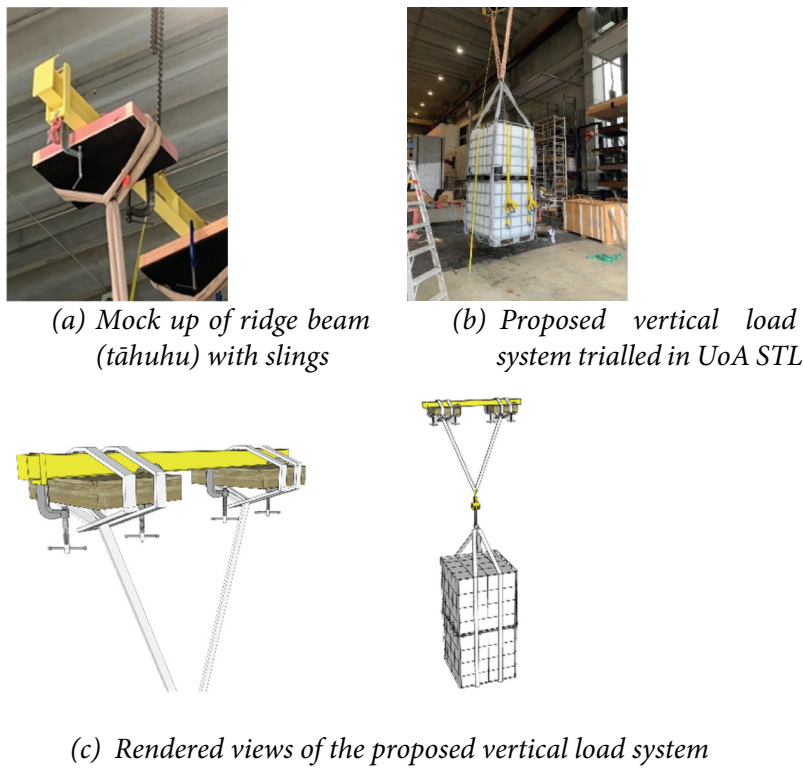 (a) Mock up of ridge beam
(tāhuhu) with slings
(b) Proposed vertical load
system trialled in UoA STL
(c) Rendered views of the proposed vertical load system